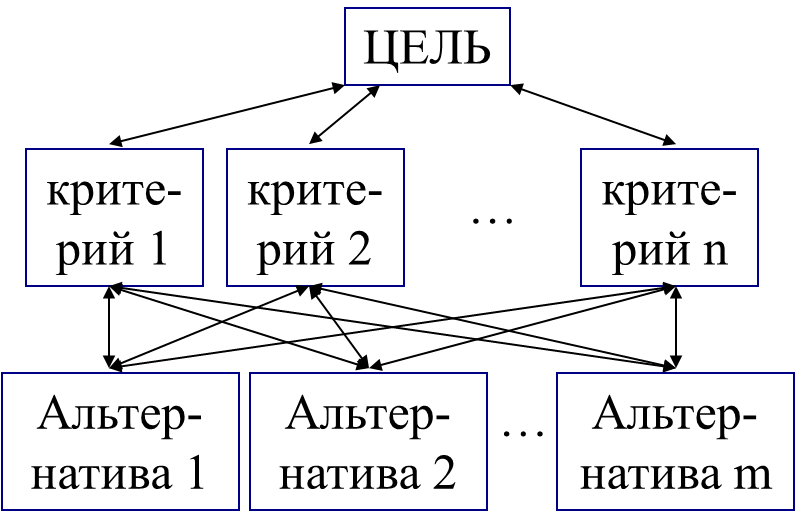 ЦЕЛЬ
крите-
рий 1
крите-
рий 2
…
крите-
рий n
Альтер-
натива 1
Альтер-
натива 2
…
Альтер-
натива m